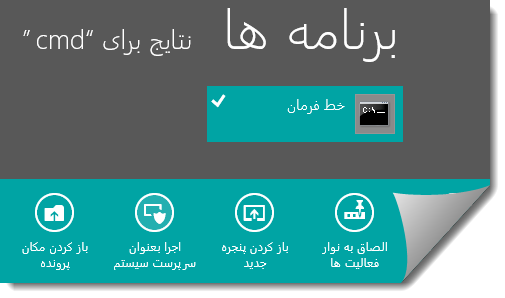 برنامه ها
نتایج برای “cmd”
خط فرمان
C:\_
الصاق به نوار
فعالیت ها
باز کردن پنجره
جدید
اجرا بعنوان
سرپرست سیستم
باز کردن مکان
پرونده